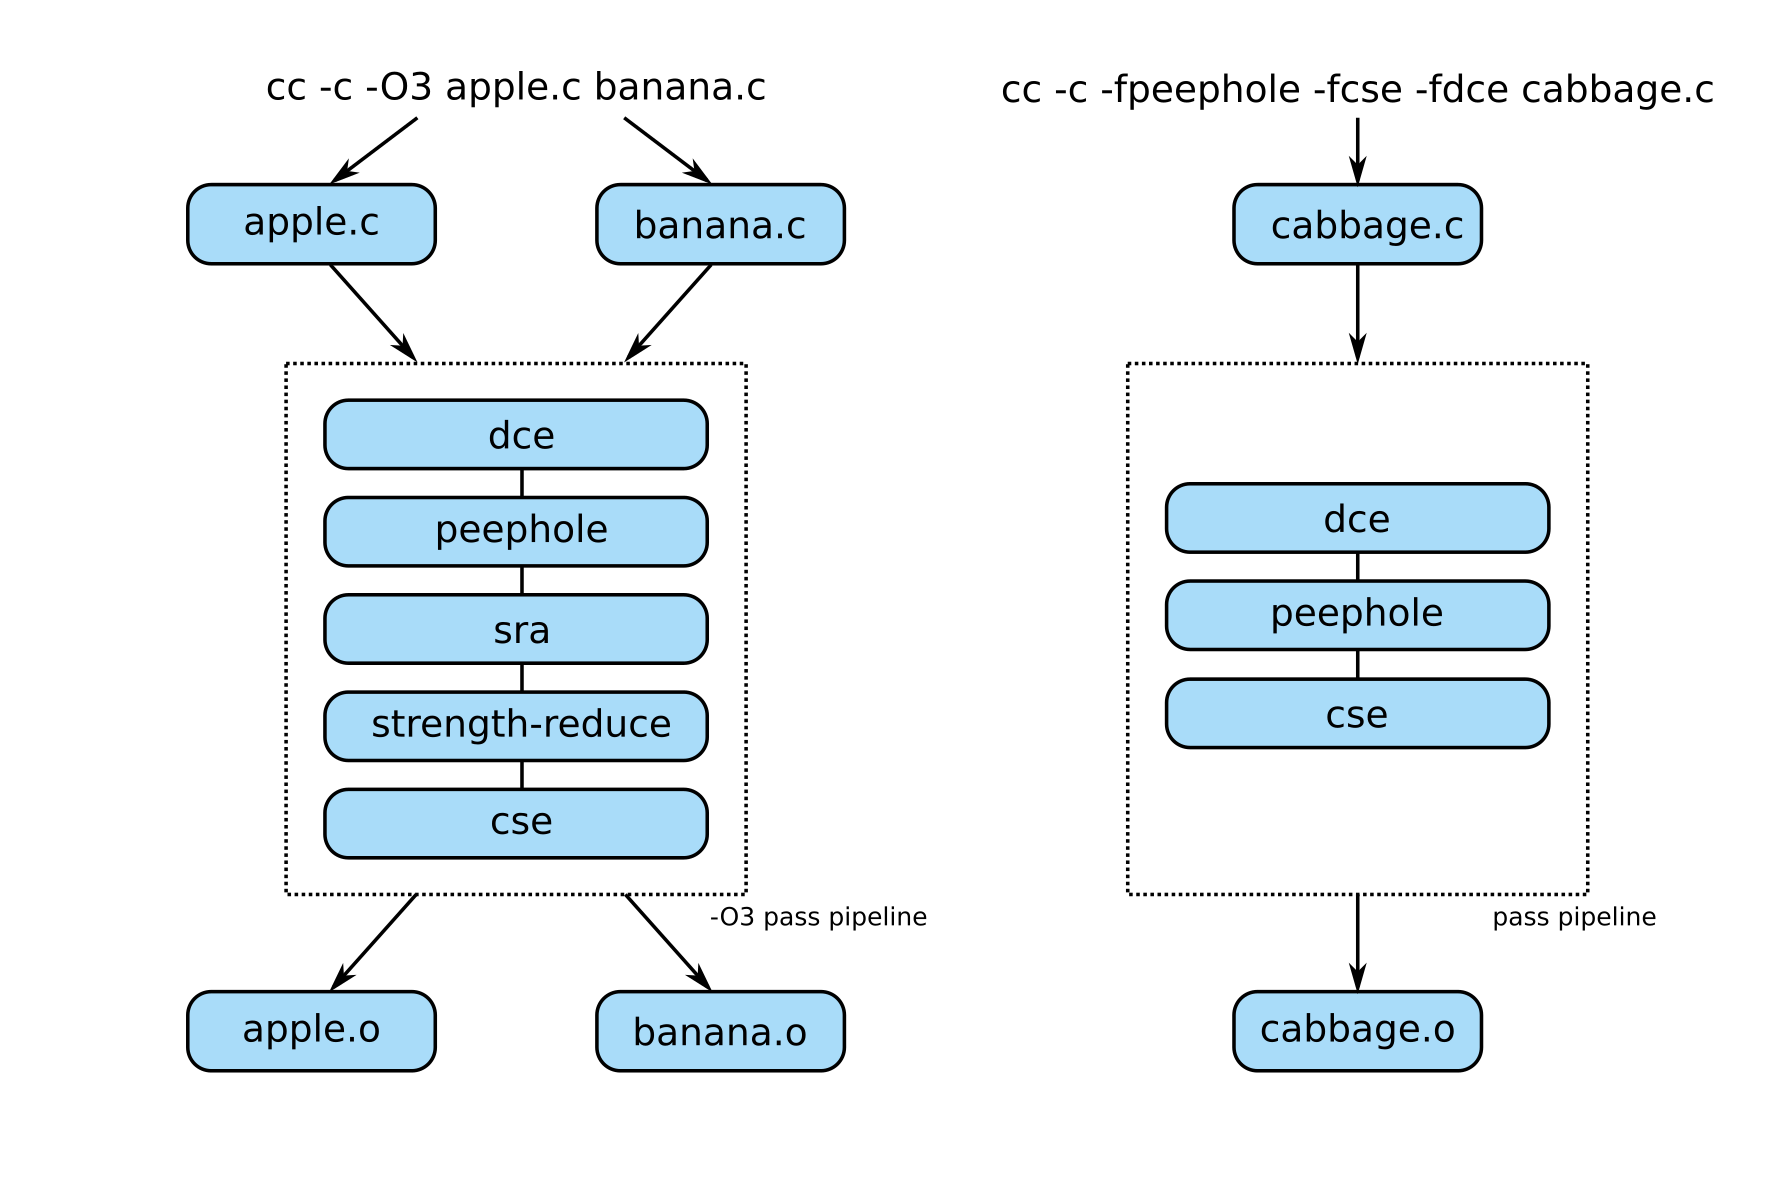 cc -c -O3 apple.c banana.c
apple.c
banana.c
dce
peephole
sra
strength-reduce
cse
-O3 pass pipeline
apple.o
banana.o
cc -c -fpeephole -fcse -fdce cabbage.c
cabbage.c
dce
peephole
cse
pass pipeline
cabbage.o